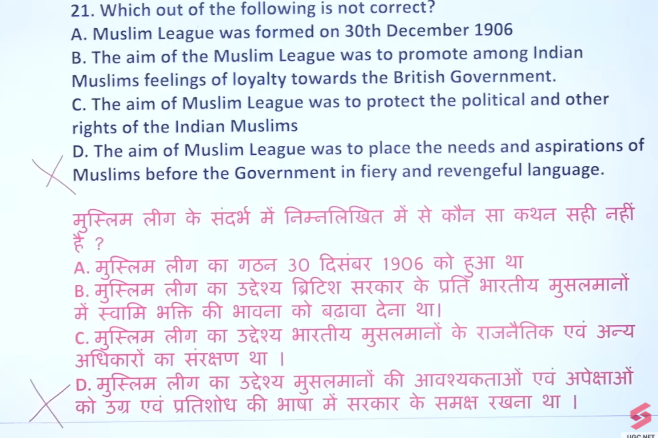 21. Which out of the following is not correct?
A. Muslim League was formed on 30th December 1906
B. The aim of the Muslim League was to promote among Indian
Muslims feelings of loyalty towards the British Government.
C. The aim of Muslim League was to protect the political and other
rights of the Indian Muslims
D. The aim of Muslim League was to place the needs and aspirations of
Muslims before the Government in fiery and revengeful language.
मुस्लिम लीग के संदर्भ में निम्नलिखित में से कौन सा कथन सही नहीं
है ?
A. मुस्लिम लीग का गठन 30 दिसंबर 1906 को हुआ था
B. मुस्लिम लीग का उद्देश्य ब्रिटिश सरकार के प्रति भारतीय मुसलमानों
में स्वामि भक्ति की भावना को बढावा देना था।
C. मुस्लिम लीग का उद्देश्य भारतीय मुसलमानों के राजनैतिक एवं अन्य
अधिकारों का संरक्षण था ।
D. मुस्लिम लीग का उद्देश्य मुसलमानों की आवश्यकताओं एवं अपेक्षाओं
को उग्र एवं प्रतिशोध की भाषा में सरकार के समक्ष रखना था ।
UGC NET